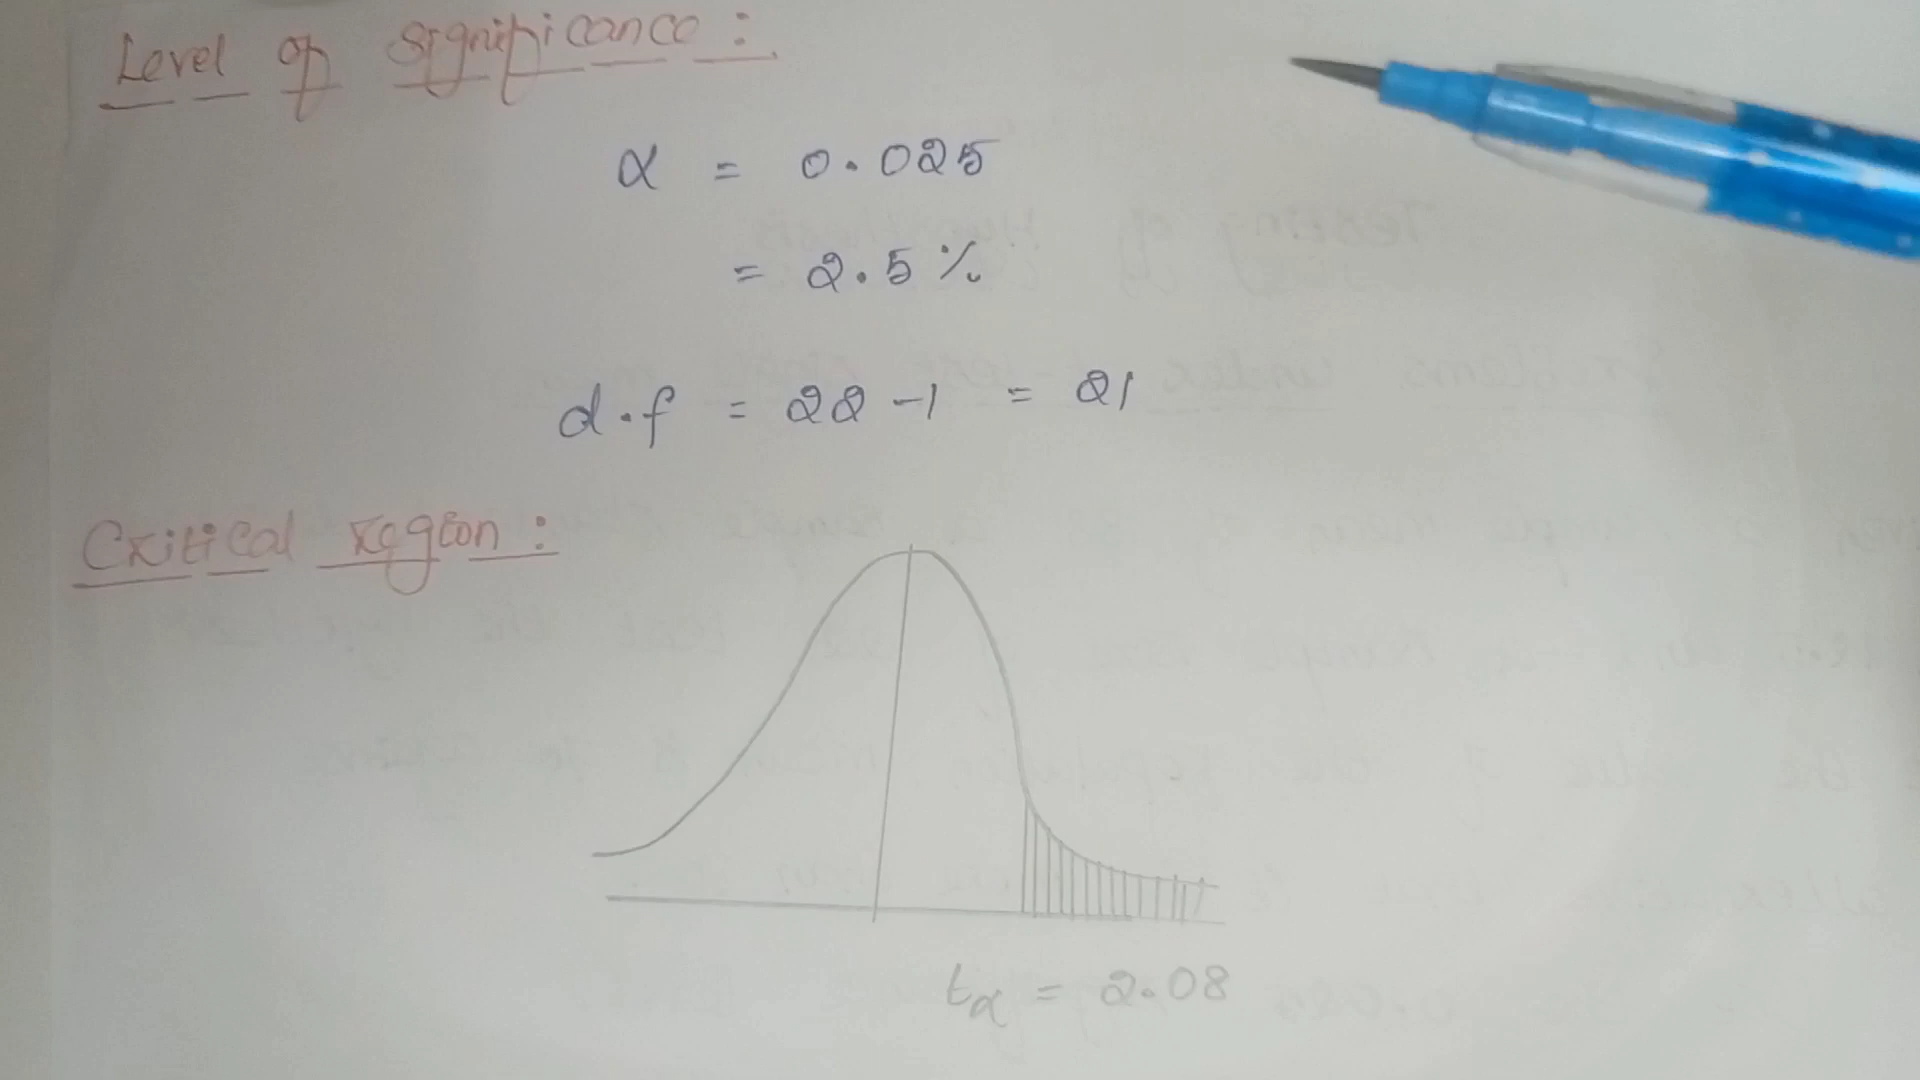 Level of Significance :
α = 0.025
= 2.5 %
d.f = 22 - 1 = 21
Critical region :
tα = 2.08